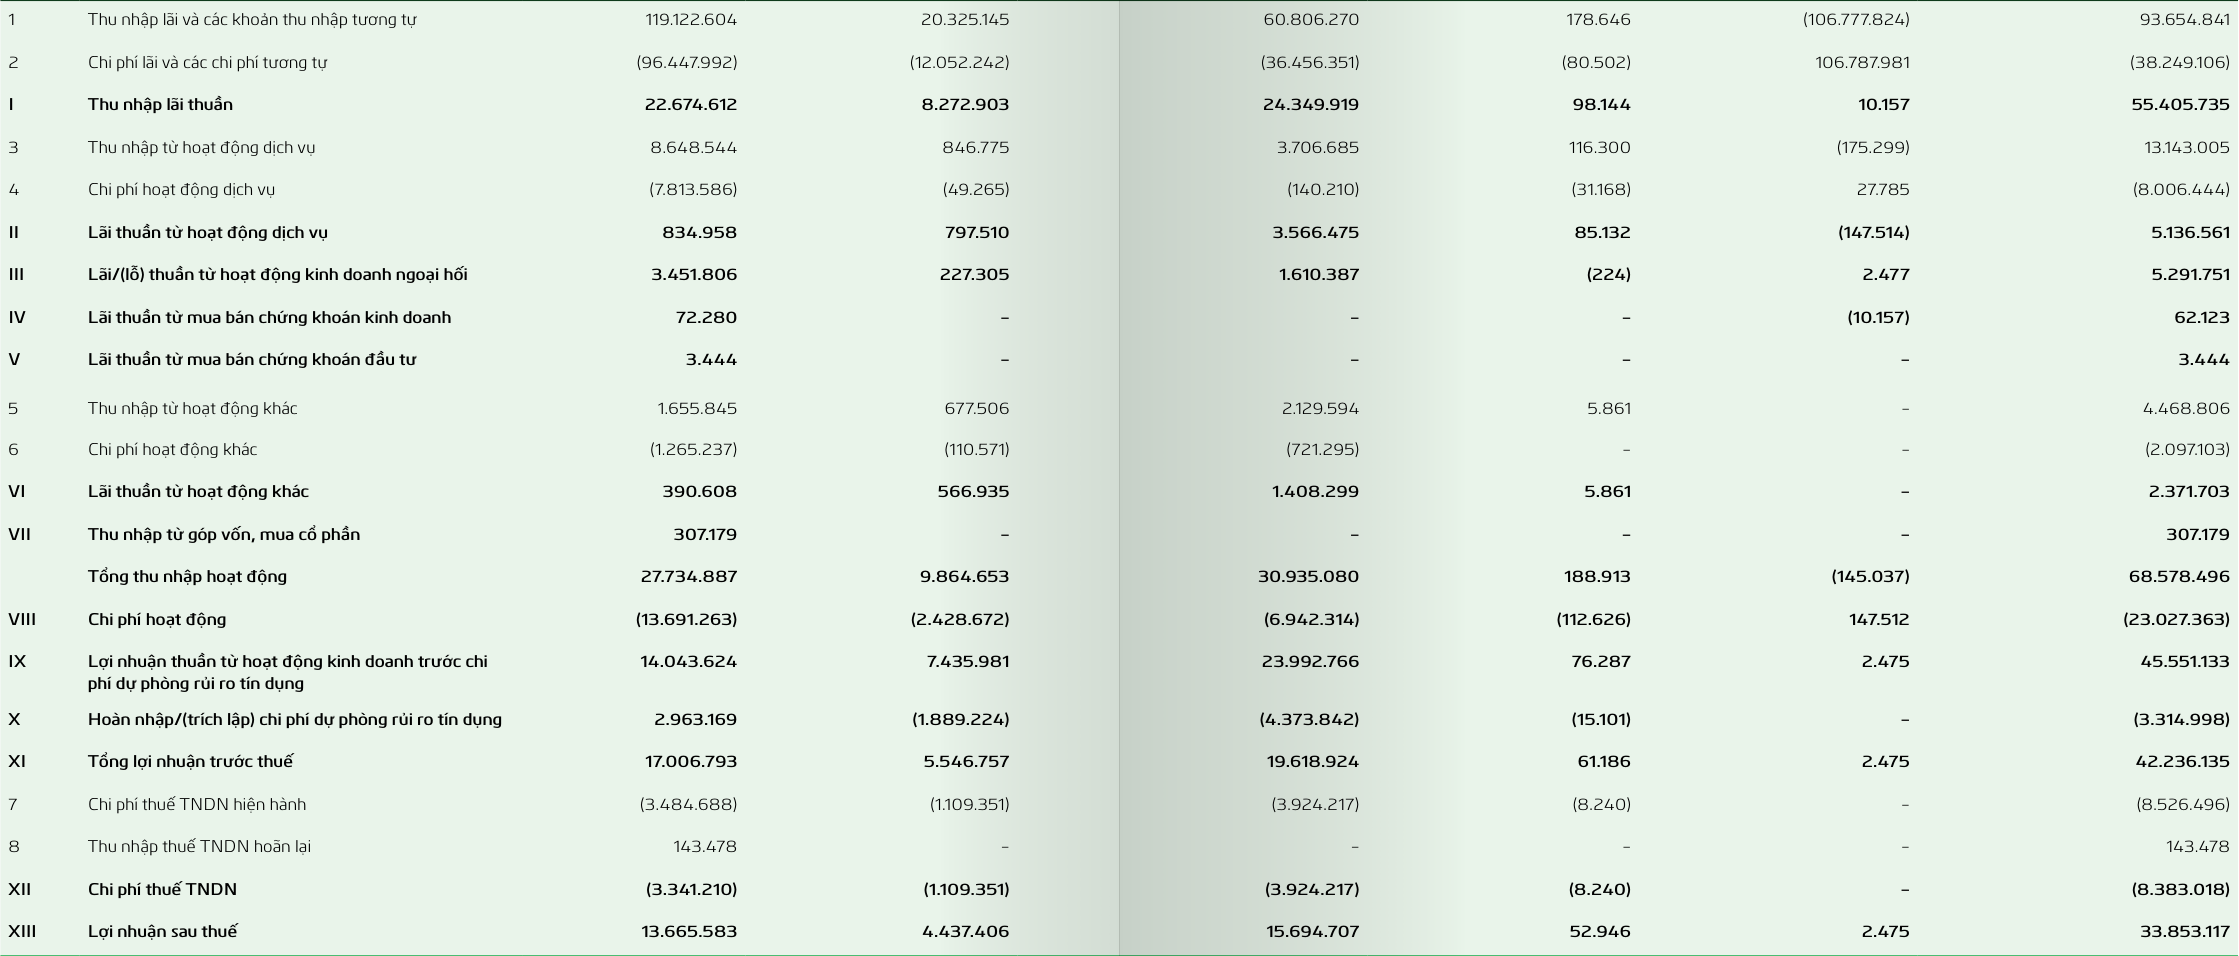 1 Thu nhập lãi và các khoản thu nhập tương tự 119.122.604 20.325.145 60.806.270 178.646 (106.777.824) 93.654.841
2 Chi phí lãi và các chi phí tương tự (96.447.992) (12.052.242) (36.456.351) (80.502) 106.787.981 (38.249.106)
I Thu nhập lãi thuần 22.674.612 8.272.903 24.349.919 98.144 10.157 55.405.735
3 Thu nhập từ hoạt động dịch vụ 8.648.544 846.775 3.706.685 116.300 (175.299) 13.143.005
4 Chi phí hoạt động dịch vụ (7.813.586) (49.265) (140.210) (31.168) 27.785 (8.006.444)
II Lãi thuần từ hoạt động dịch vụ 834.958 797.510 3.566.475 85.132 (147.514) 5.136.561
III Lãi/(lỗ) thuần từ hoạt động kinh doanh ngoại hối 3.451.806 227.305 1.610.387 (224) 2.477 5.291.751
IV Lãi thuần từ mua bán chứng khoán kinh doanh 72.280 – – – (10.157) 62.123
V Lãi thuần từ mua bán chứng khoán đầu tư 3.444 – – – – 3.444
5 Thu nhập từ hoạt động khác 1.655.845 677.506 2.129.594 5.861 – 4.468.806
6 Chi phí hoạt động khác (1.265.237) (110.571) (721.295) – – (2.097.103)
VI Lãi thuần từ hoạt động khác 390.608 566.935 1.408.299 5.861 – 2.371.703
VII Thu nhập từ góp vốn, mua cổ phần 307.179 – – – – 307.179
Tổng thu nhập hoạt động 27.734.887 9.864.653 30.935.080 188.913 (145.037) 68.578.496
VIII Chi phí hoạt động (13.691.263) (2.428.672) (6.942.314) (112.626) 147.512 (23.027.363)
IX Lợi nhuận thuần từ hoạt động kinh doanh trước chi 14.043.624 7.435.981 23.992.766 76.287 2.475 45.551.133
phí dự phòng rủi ro tín dụng
X Hoàn nhập/(trích lập) chi phí dự phòng rủi ro tín dụng 2.963.169 (1.889.224) (4.373.842) (15.101) – (3.314.998)
XI Tổng lợi nhuận trước thuế 17.006.793 5.546.757 19.618.924 61.186 2.475 42.236.135
7 Chi phí thuế TNDN hiện hành (3.484.688) (1.109.351) (3.924.217) (8.240) – (8.526.496)
8 Thu nhập thuế TNDN hoãn lại 143.478 – – – – 143.478
XII Chi phí thuế TNDN (3.341.210) (1.109.351) (3.924.217) (8.240) – (8.383.018)
XIII Lợi nhuận sau thuế 13.665.583 4.437.406 15.694.707 52.946 2.475 33.853.117